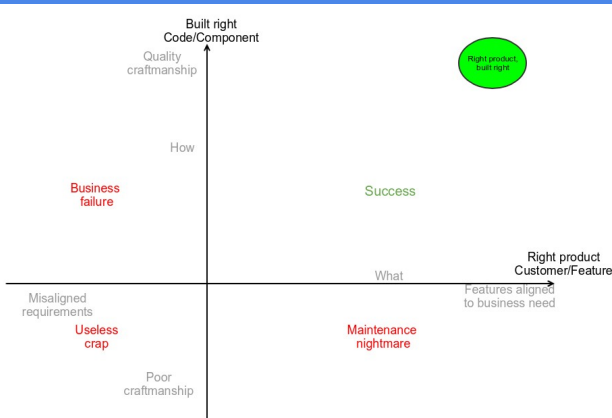 Built right
Code/Component
Quality
craftmanship
Right product,
built right
How
Business
failure
Success
Right product
Customer/Feature
What
Misaligned
requirements
Features aligned
to business need
Useless
crap
Maintenance
nightmare
Poor
craftmanship